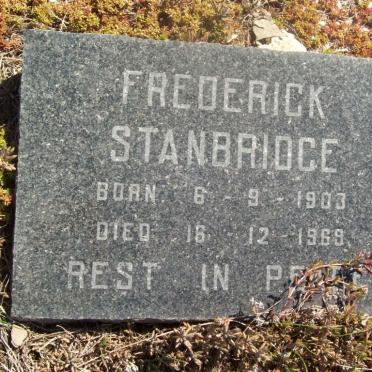 FREDERICK
STANBRIDGE
BORN 6 - 9 - 1903
DIED 16 12 - 1969
REST IN